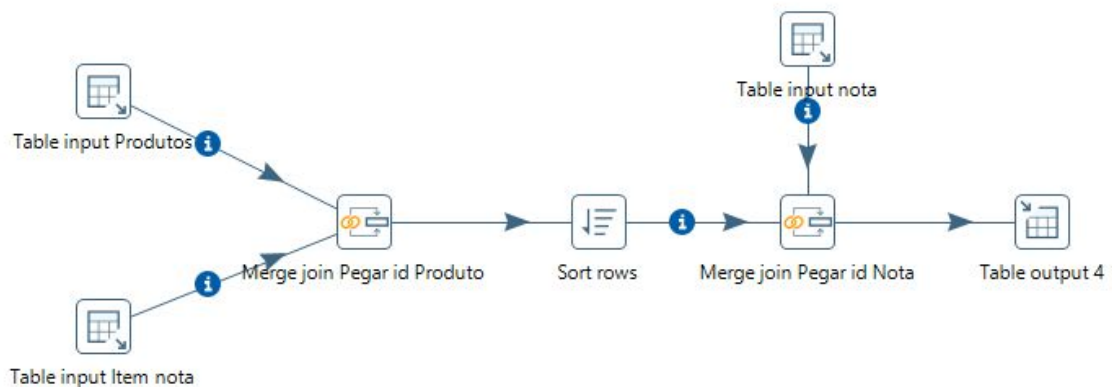 Table input nota
Table input Produtos
Merge join Pegar id Produto
Sort rows
Merge join Pegar id Nota
Table output 4
Table input Item nota